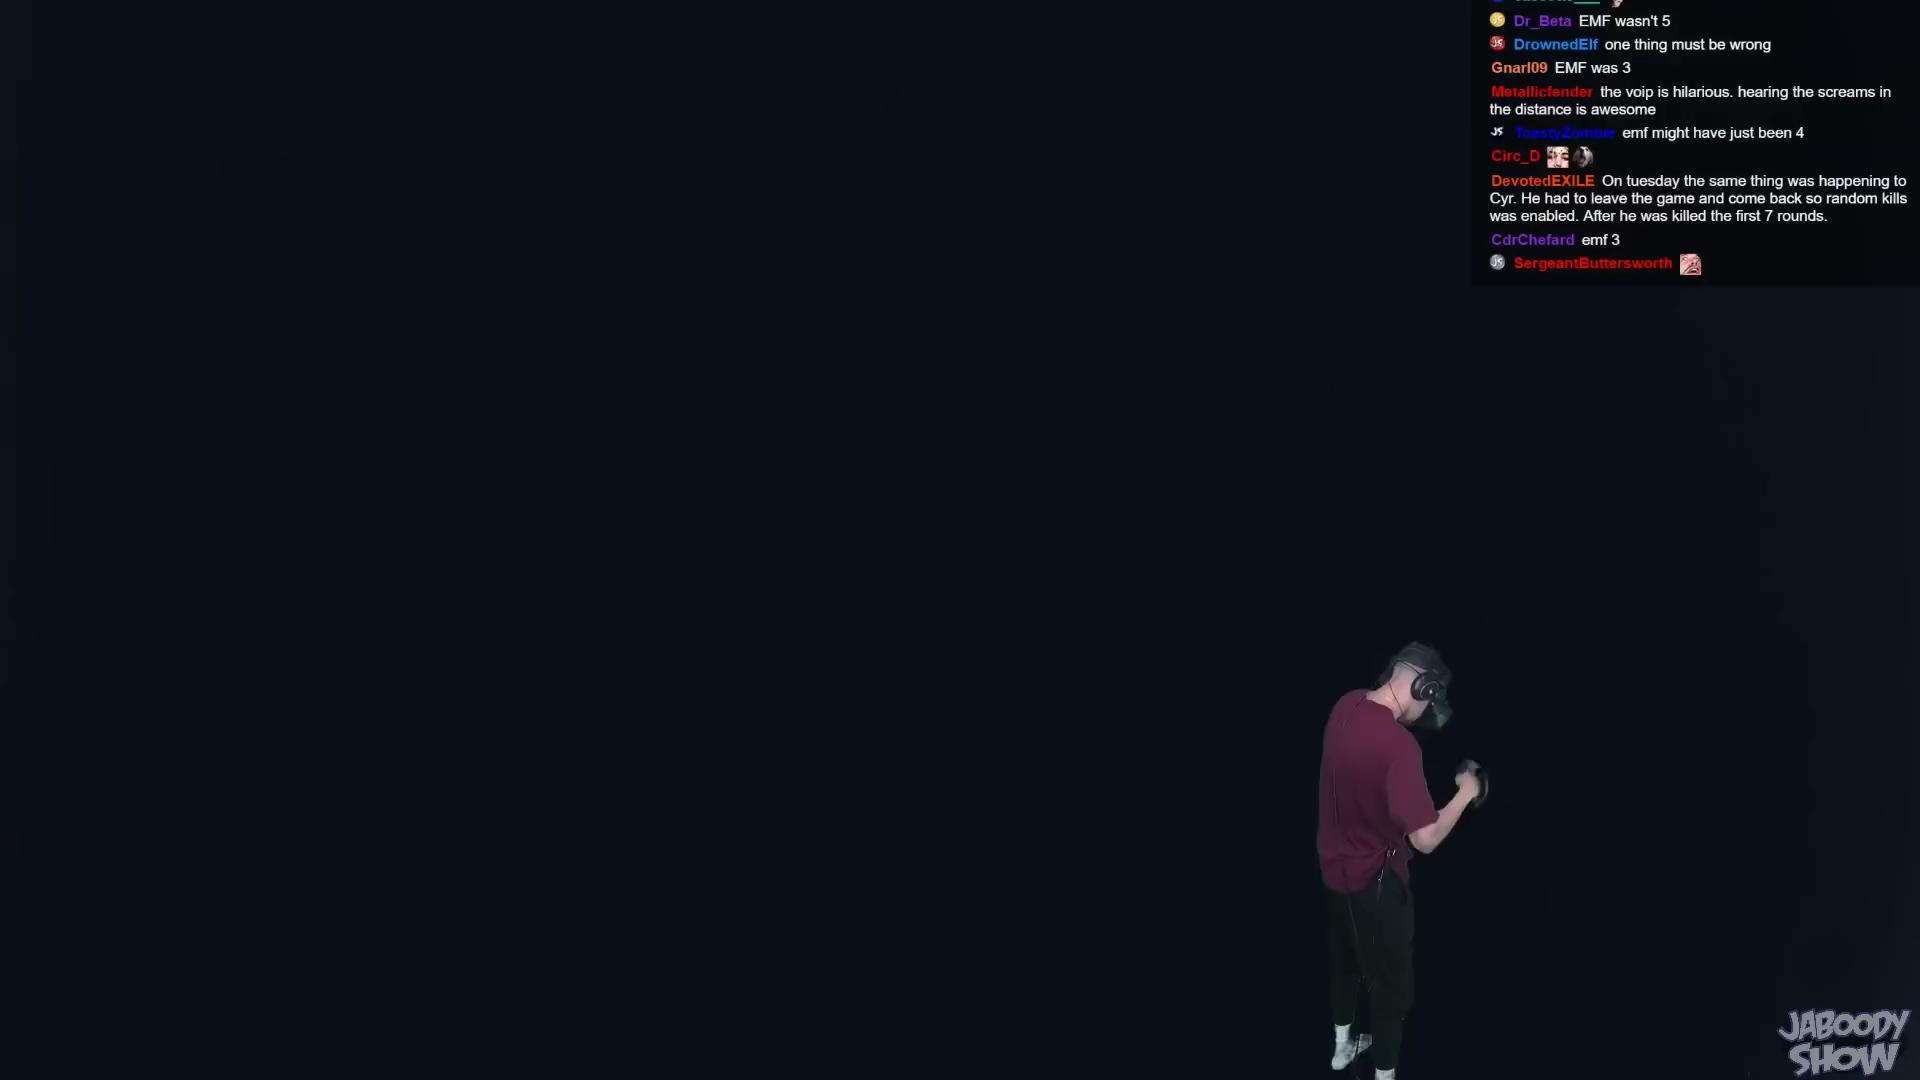 Dr_Beta EMF wasn't 5
DrownedElf one thing must be wrong
Gnarl09 EMF was 3
Metallicfender the voip is hilarious. hearing the screams in
the distance is awesome
JS ToastyZombie emf might have just been 4
Circ_D
DevotedEXILE On tuesday the same thing was happening to
Cyr. He had to leave the game and come back so random kills
was enabled. After he was killed the first 7 rounds.
CdrChefard emf 3
JS SergeantButtersworth
JABOODY
SHOW